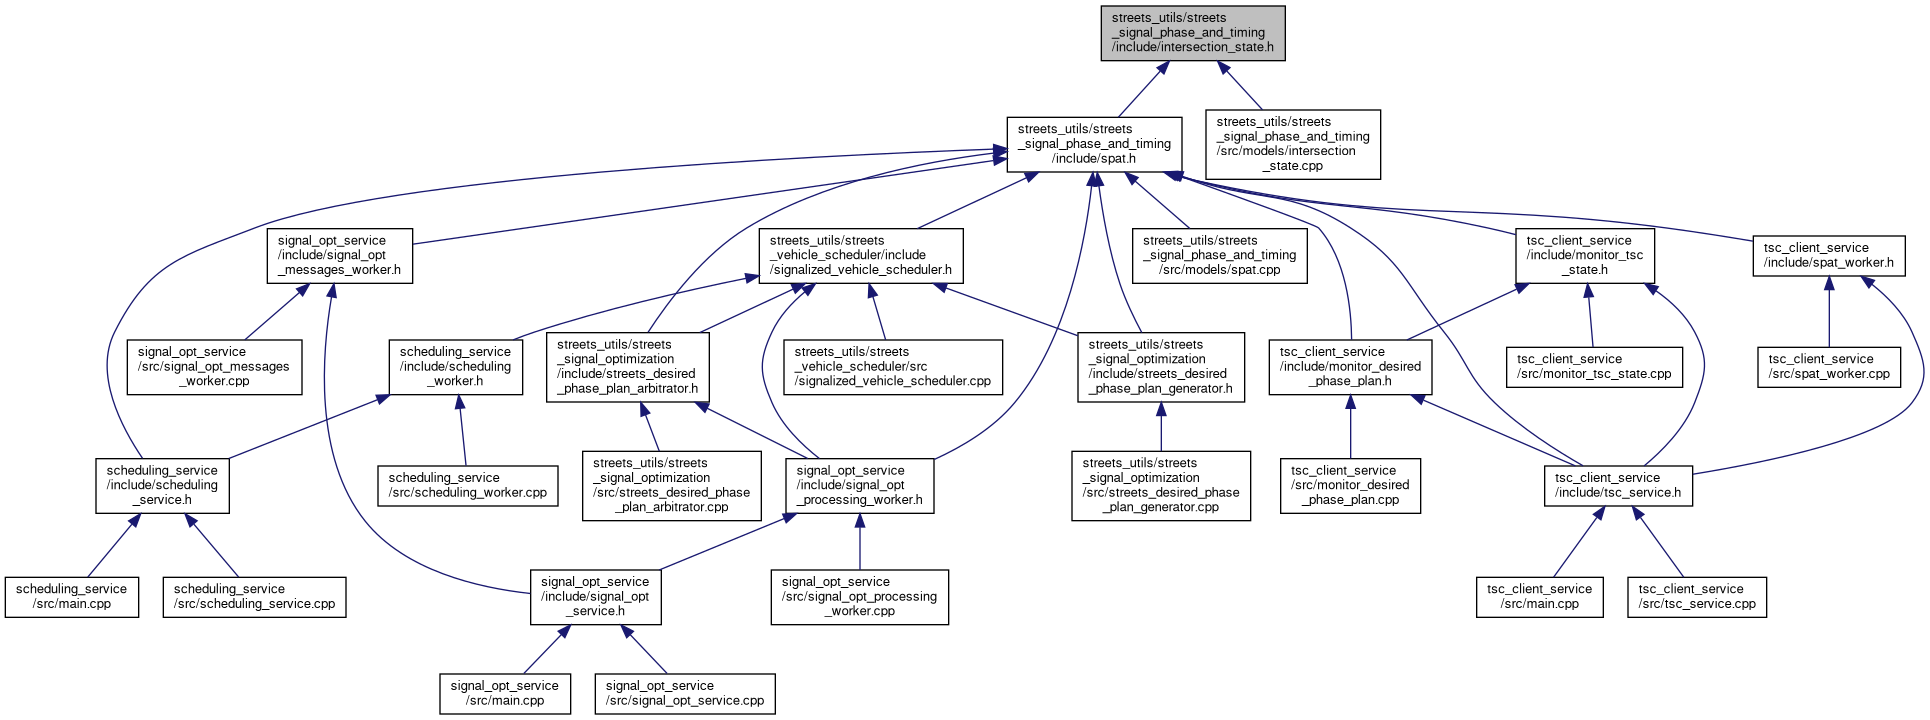 streets_utils/streets
_signal_phase_and_timing
/include/intersection_state.h
streets_utils/streets
_signal_phase_and_timing
/include/spat.h
streets_utils/streets
_signal_phase_and_timing
/src/models/intersection
_state.cpp
signal_opt_service
/include/signal_opt
_messages_worker.h
streets_utils/streets
_vehicle_scheduler/include
/signalized_vehicle_scheduler.h
streets_utils/streets
_signal_phase_and_timing
/src/models/spat.cpp
tsc_client_service
/include/monitor_tsc
_state.h
tsc_client_service
/include/spat_worker.h
signal_opt_service
/src/signal_opt_messages
_worker.cpp
scheduling_service
/include/scheduling
_worker.h
streets_utils/streets
_signal_optimization
/include/streets_desired
_phase_plan_arbitrator.h
streets_utils/streets
_vehicle_scheduler/src
/signalized_vehicle_scheduler.cpp
streets_utils/streets
_signal_optimization
/include/streets_desired
_phase_plan_generator.h
tsc_client_service
/include/monitor_desired
_phase_plan.h
tsc_client_service
/src/monitor_tsc_state.cpp
tsc_client_service
/src/spat_worker.cpp
scheduling_service
/include/scheduling
_service.h
scheduling_service
/src/scheduling_worker.cpp
streets_utils/streets
_signal_optimization
/src/streets_desired_phase
_plan_arbitrator.cpp
signal_opt_service
/include/signal_opt
_processing_worker.h
streets_utils/streets
_signal_optimization
/src/streets_desired_phase
_plan_generator.cpp
tsc_client_service
/src/monitor_desired
_phase_plan.cpp
tsc_client_service
/include/tsc_service.h
scheduling_service
/src/main.cpp
scheduling_service
/src/scheduling_service.cpp
signal_opt_service
/include/signal_opt
_service.h
signal_opt_service
/src/signal_opt_processing
_worker.cpp
tsc_client_service
/src/main.cpp
tsc_client_service
/src/tsc_service.cpp
signal_opt_service
/src/main.cpp
signal_opt_service
/src/signal_opt_service.cpp